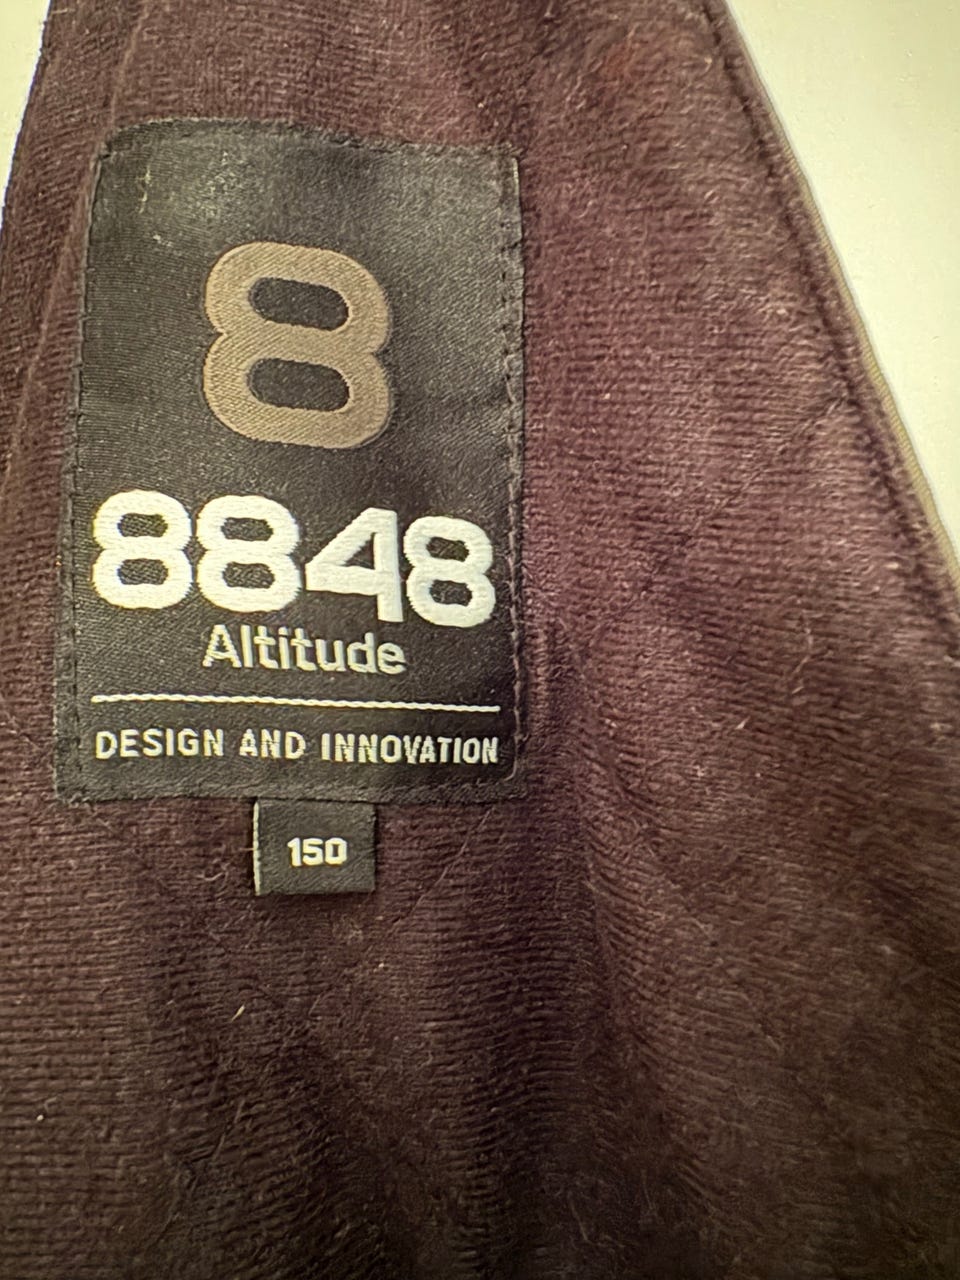 8
8848
Altitude
DESIGN AND INNOVATION
150